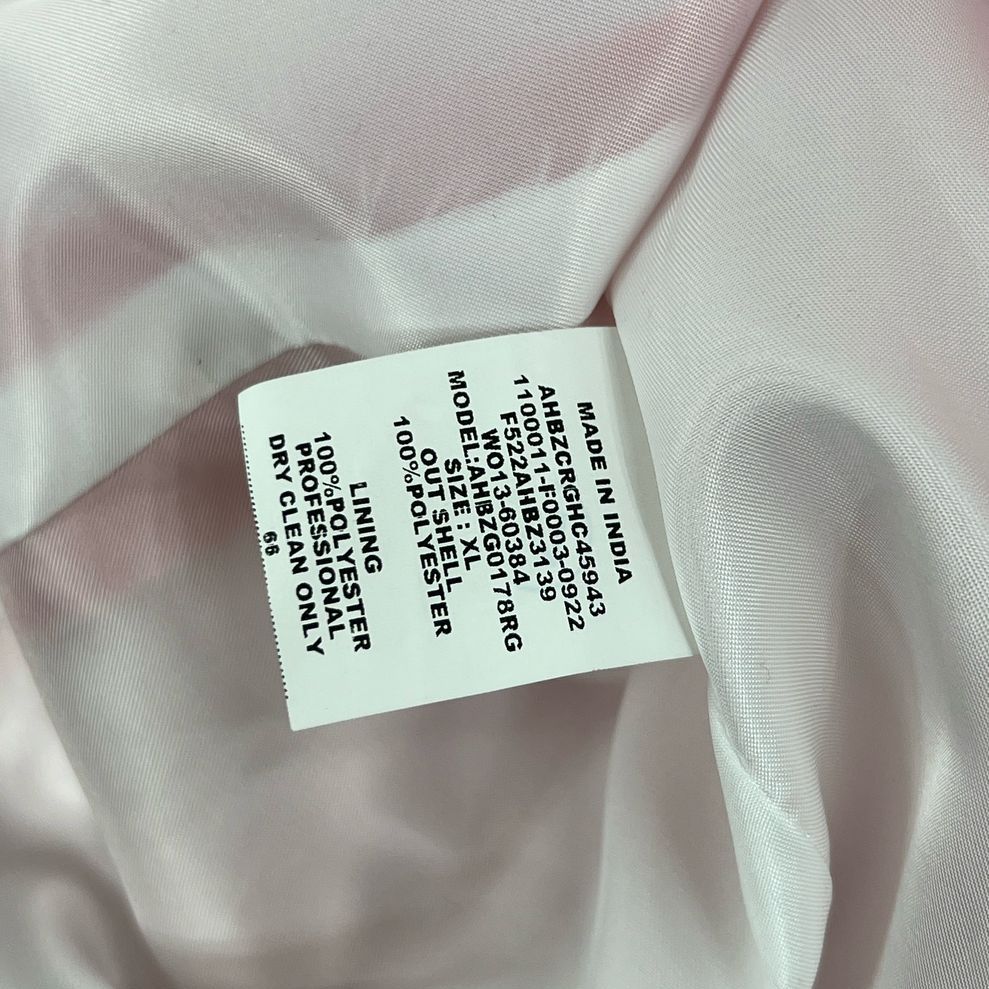 MADE IN INDIA
AHBZCRGHC45943
1100011-F0003-0922
F522AHBZ3139
WO13-60384
MODEL:AHBZG0178RG
SIZE : XL
OUT SHELL
100%POLYESTER
LINING
100%POLYESTER
PROFESSIONAL
DRY CLEAN ONLY
66